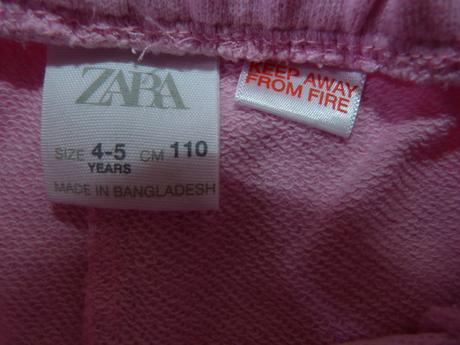 ZARA
SIZE 4-5 CM 110
YEARS
MADE IN BANGLADESH
KEEP AWAY
FROM FIRE